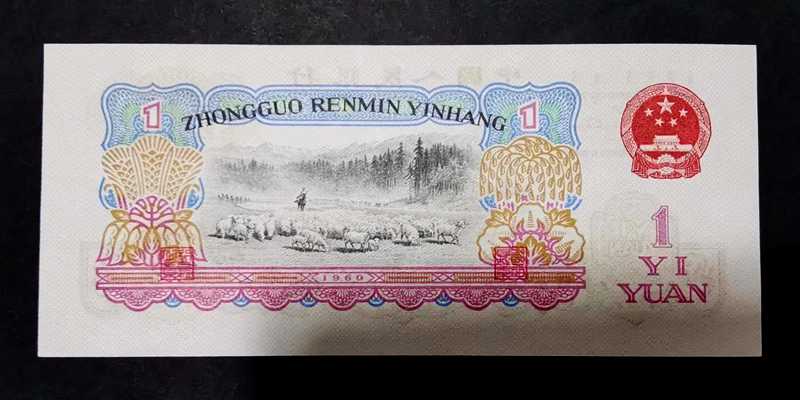 1
ZHONGGUO RENMIN YINHANG
1
1960
1
YI
YUAN